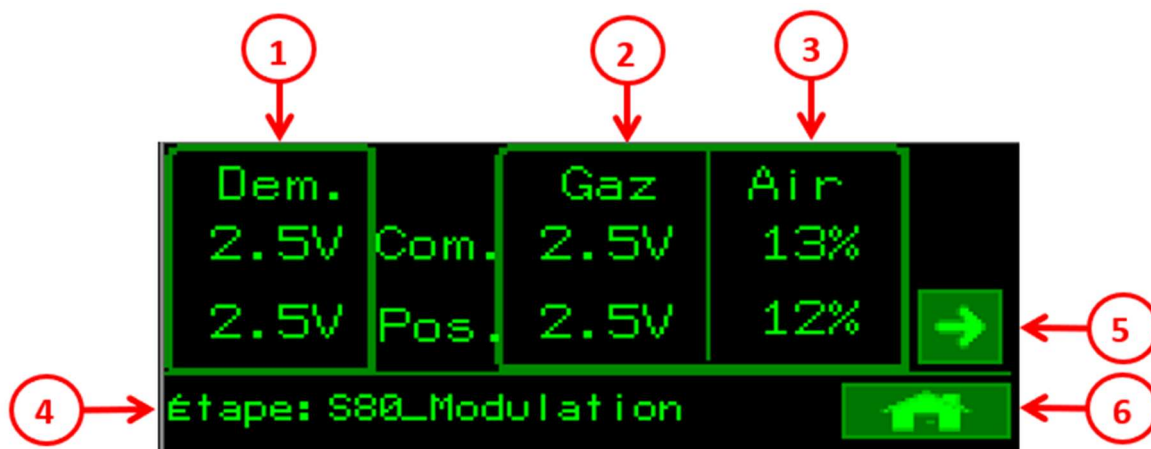 1 2 3
Dem. Gaz Air
2.5V Com. 2.5V 13%
2.5V Pos. 2.5V 12%
5
4 Étape: S80_Modulation 6